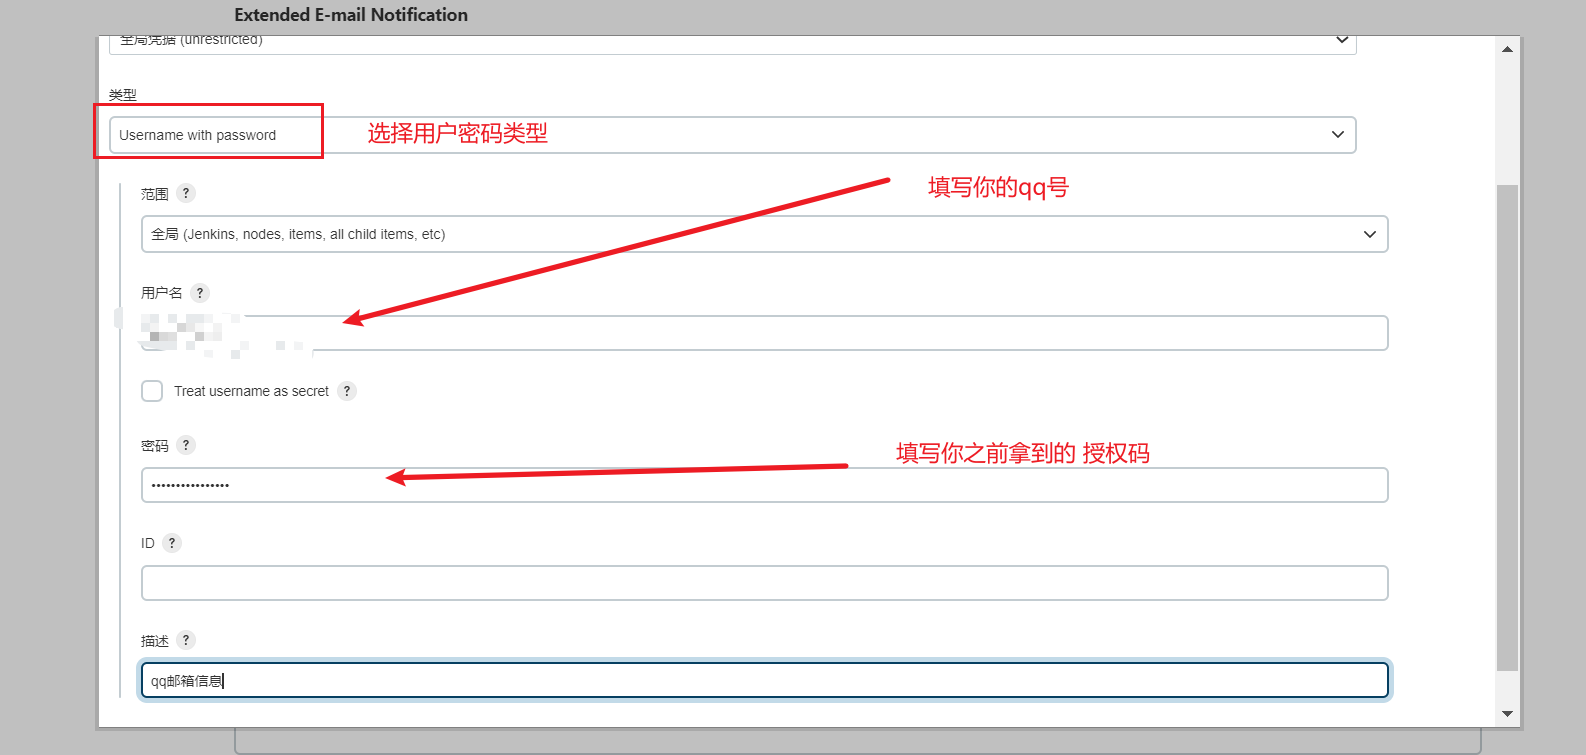 Extended E-mail Notification
全局凭据 (unrestricted)
类型
Username with password
选择用户密码类型
填写你的qq号
范围 ?
全局 (Jenkins, nodes, items, all child items, etc)
用户名 ?
Treat username as secret ?
密码 ?
填写你之前拿到的 授权码
••••••••••••••••
ID ?
描述 ?
qq邮箱信息